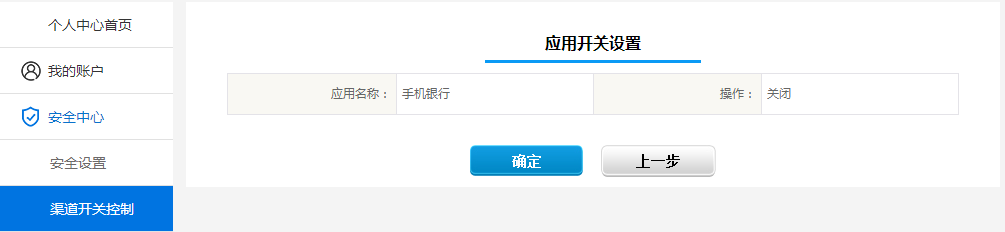 个人中心首页
我的账户
安全中心
安全设置
渠道开关控制
应用开关设置
应用名称： 手机银行 操作： 关闭
确定 上一步